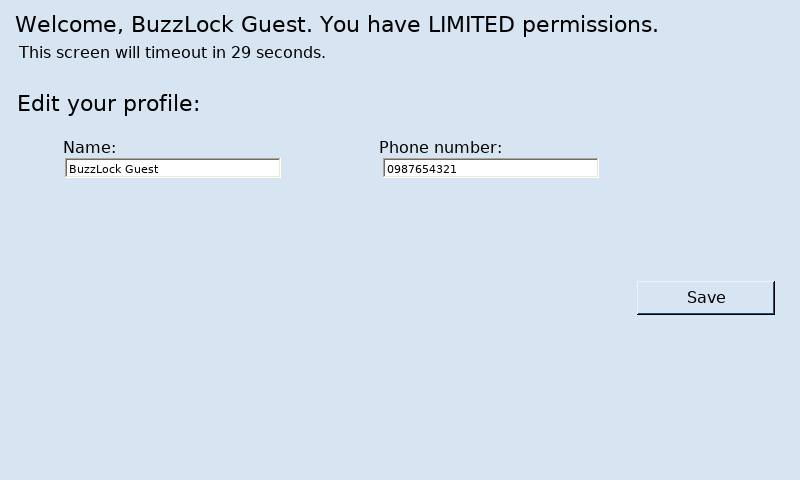 Welcome, BuzzLock Guest. You have LIMITED permissions.
This screen will timeout in 29 seconds.
Edit your profile:
Name: Phone number:
BuzzLock Guest 0987654321
Save